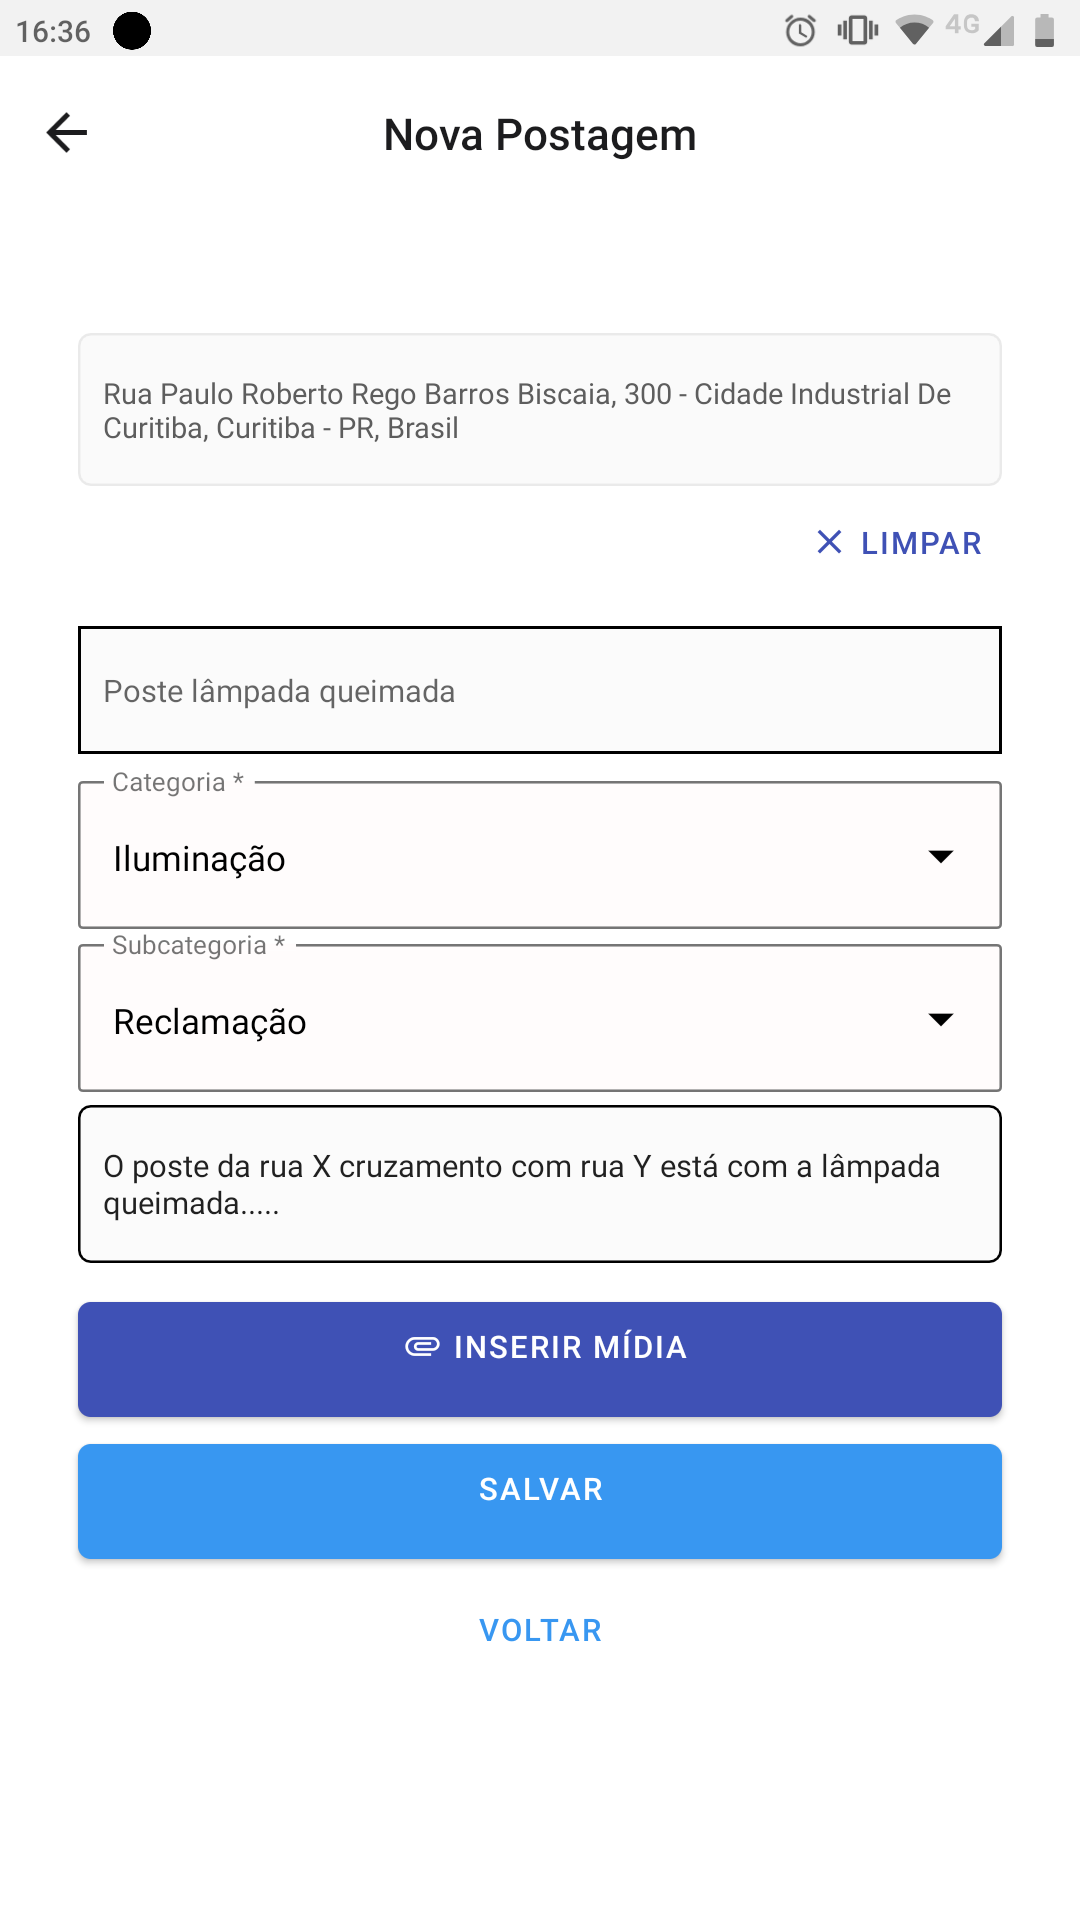 16:36
4G
Nova Postagem
Rua Paulo Roberto Rego Barros Biscaia, 300 - Cidade Industrial De
Curitiba, Curitiba - PR, Brasil
LIMPAR
Poste lâmpada queimada
Categoria *
Iluminação
Subcategoria *
Reclamação
O poste da rua X cruzamento com rua Y está com a lâmpada
queimada.....
INSERIR MÍDIA
SALVAR
VOLTAR